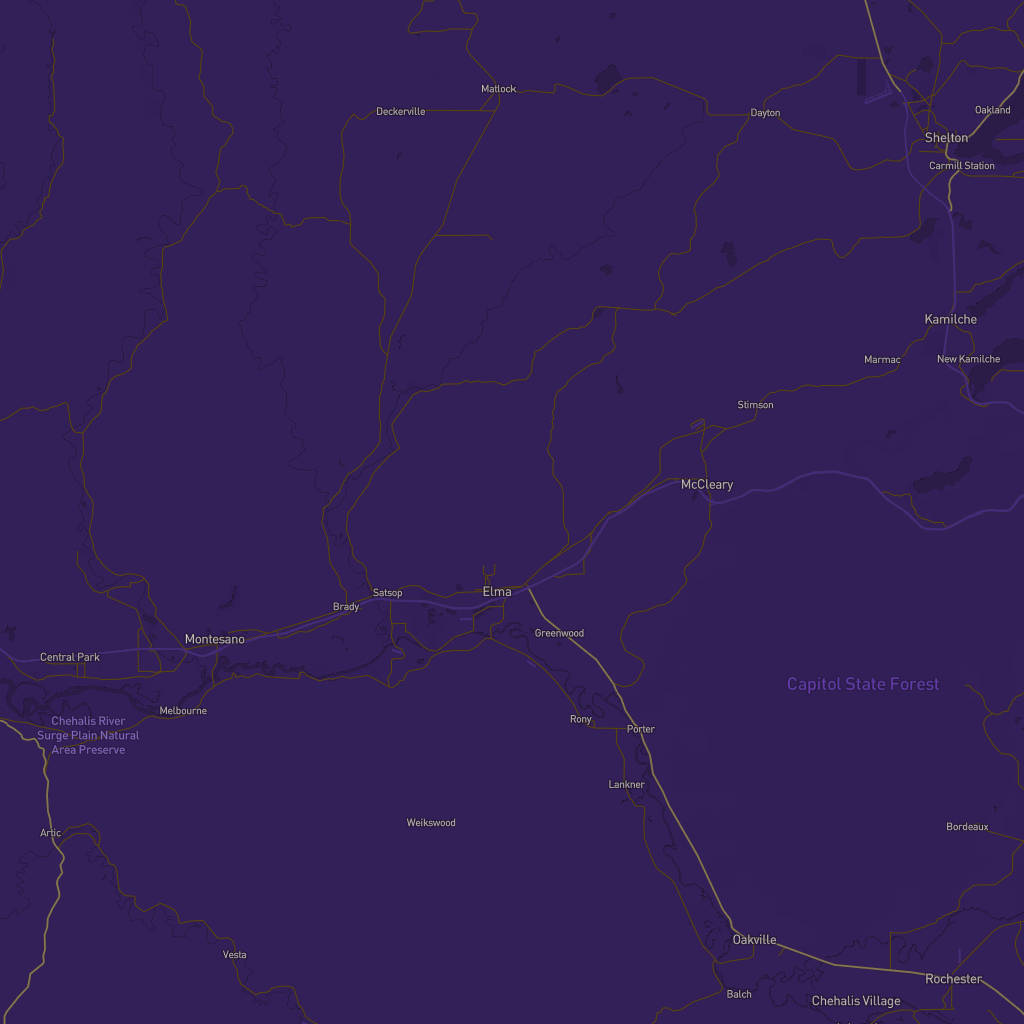 Matlock
Deckerville
Dayton
Oakland
Shelton
Carmill Station
Kamilche
Marmac
New Kamilche
Stimson
McCleary
Satsop
Elma
Brady
Greenwood
Montesano
Central Park
Capitol State Forest
Melbourne
Chehalis River
Surge Plain Natural
Area Preserve
Rony
Porter
Lankner
Weikswood
Artic
Bordeaux
Oakville
Vesta
Rochester
Balch
Chehalis Village